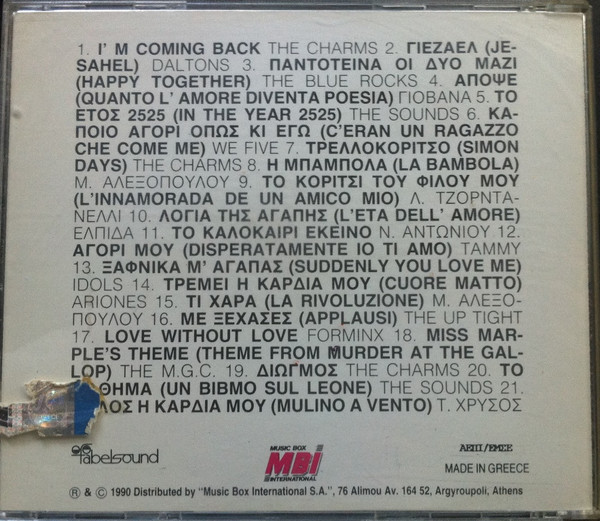 1. I' M COMING BACK THE CHARMS 2. ΓΙΕΖΑΕΛ (JE-
SAHEL) DALTONS 3. ΠΑΝΤΟΤΕΙΝΑ ΟΙ ΔΥΟ ΜΑΖΙ
(HAPPY TOGETHER) THE BLUE ROCKS 4. ΑΠΟΨΕ
(QUANTO L' AMORE DIVENTA POESIA) ΓΙΟΒΑΝΑ 5. ΤΟ
ΕΤΟΣ 2525 (IN THE YEAR 2525) THE SOUNDS 6. ΚΑ-
ΠΟΙΟ ΑΓΟΡΙ ΟΠΩΣ ΚΙ ΕΓΩ (C'ERAN UN RAGAZZO
CHE COME ME) WE FIVE 7. ΤΡΕΛΛΟΚΟΡΙΤΣΟ (SIMON
DAYS) THE CHARMS 8. Η ΜΠΑΜΠΟΛΑ (LA BAMBOLA)
Μ. ΑΛΕΞΟΠΟΥΛΟΥ 9. ΤΟ ΚΟΡΙΤΣΙ ΤΟΥ ΦΙΛΟΥ ΜΟΥ
(L'INNAMORADA DE UN AMICO MIO) Λ. ΤΖΟΡΝΤΑ-
ΝΕΛΛΙ 10. ΛΟΓΙΑ ΤΗΣ ΑΓΑΠΗΣ (L'ETA DELL' AMORE)
ΕΛΠΙΔΑ 11. ΤΟ ΚΑΛΟΚΑΙΡΙ ΕΚΕΙΝΟ Ν. ΑΝΤΩΝΙΟΥ 12.
ΑΓΟΡΙ ΜΟΥ (DISPERATAMENTE IO TI AMO) TAMMY
13. ΞΑΦΝΙΚΑ Μ' ΑΓΑΠΑΣ (SUDDENLY YOU LOVE ME)
IDOLS 14. ΤΡΕΜΕΙ Η ΚΑΡΔΙΑ ΜΟΥ (CUORE MATTO)
ARIONES 15. ΤΙ ΧΑΡΑ (LA RIVOLUZIONE) Μ. ΑΛΕΞΟ-
ΠΟΥΛΟΥ 16. ΜΕ ΞΕΧΑΣΕΣ (APPLAUSI) THE UP TIGHT
17. LOVE WITHOUT LOVE FORMINX 18. MISS MAR-
PLE'S THEME (THEME FROM MURDER AT THE GAL-
LOP) THE M.G.C. 19. ΔΙΩΓΜΟΣ THE CHARMS 20. ΤΟ
ΘΗΜΑ (UN BIBMO SUL LEONE) THE SOUNDS 21.
ΛΟΣ Η ΚΑΡΔΙΑ ΜΟΥ (MULINO A VENTO) Τ. ΧΡΥΣΟΣ
fabelsound
MUSIC BOX
MBI
INTERNATIONAL
ΑΕΠΙ/ΕΜΣΕ
MADE IN GREECE
℗ & © 1990 Distributed by "Music Box International S.A.", 76 Alimou Av. 164 52, Argyroupoli, Athens